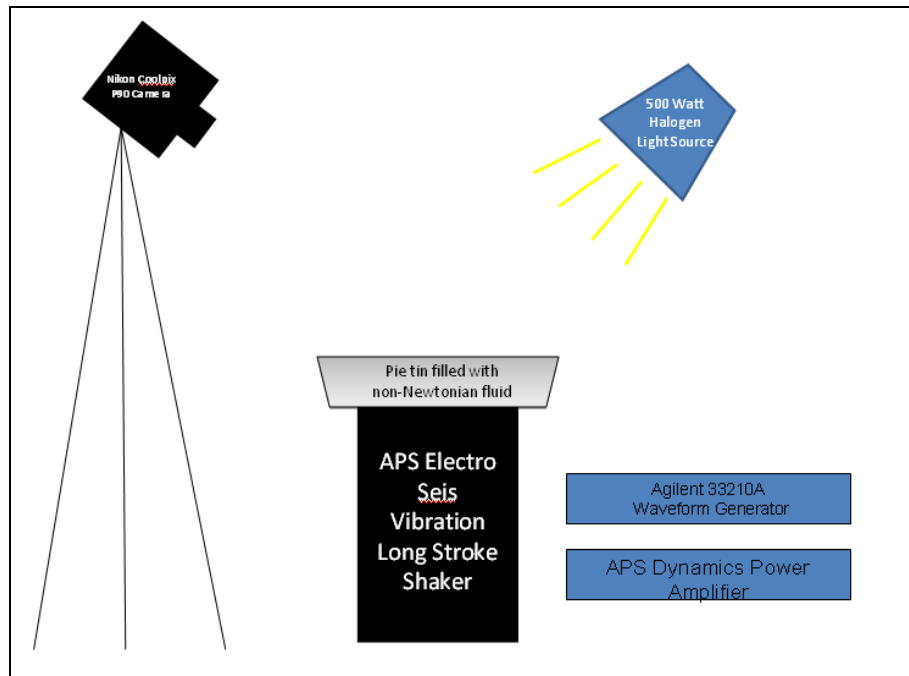 Nikon Coolpix
P90 Camera
500 Watt
Halogen
Light Source
Pie tin filled with
non-Newtonian fluid
APS Electro
Seis
Vibration
Long Stroke
Shaker
Agilent 33210A
Waveform Generator
APS Dynamics Power
Amplifier